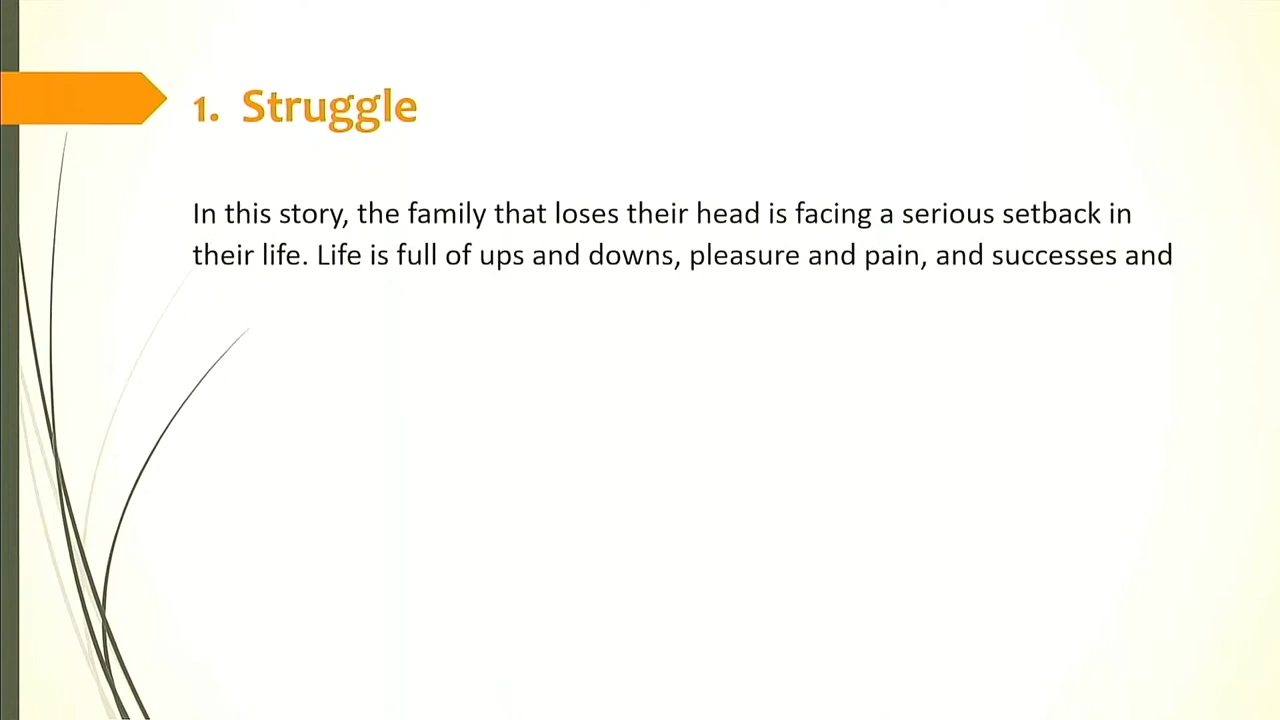 1. Struggle
In this story, the family that loses their head is facing a serious setback in
their life. Life is full of ups and downs, pleasure and pain, and successes and